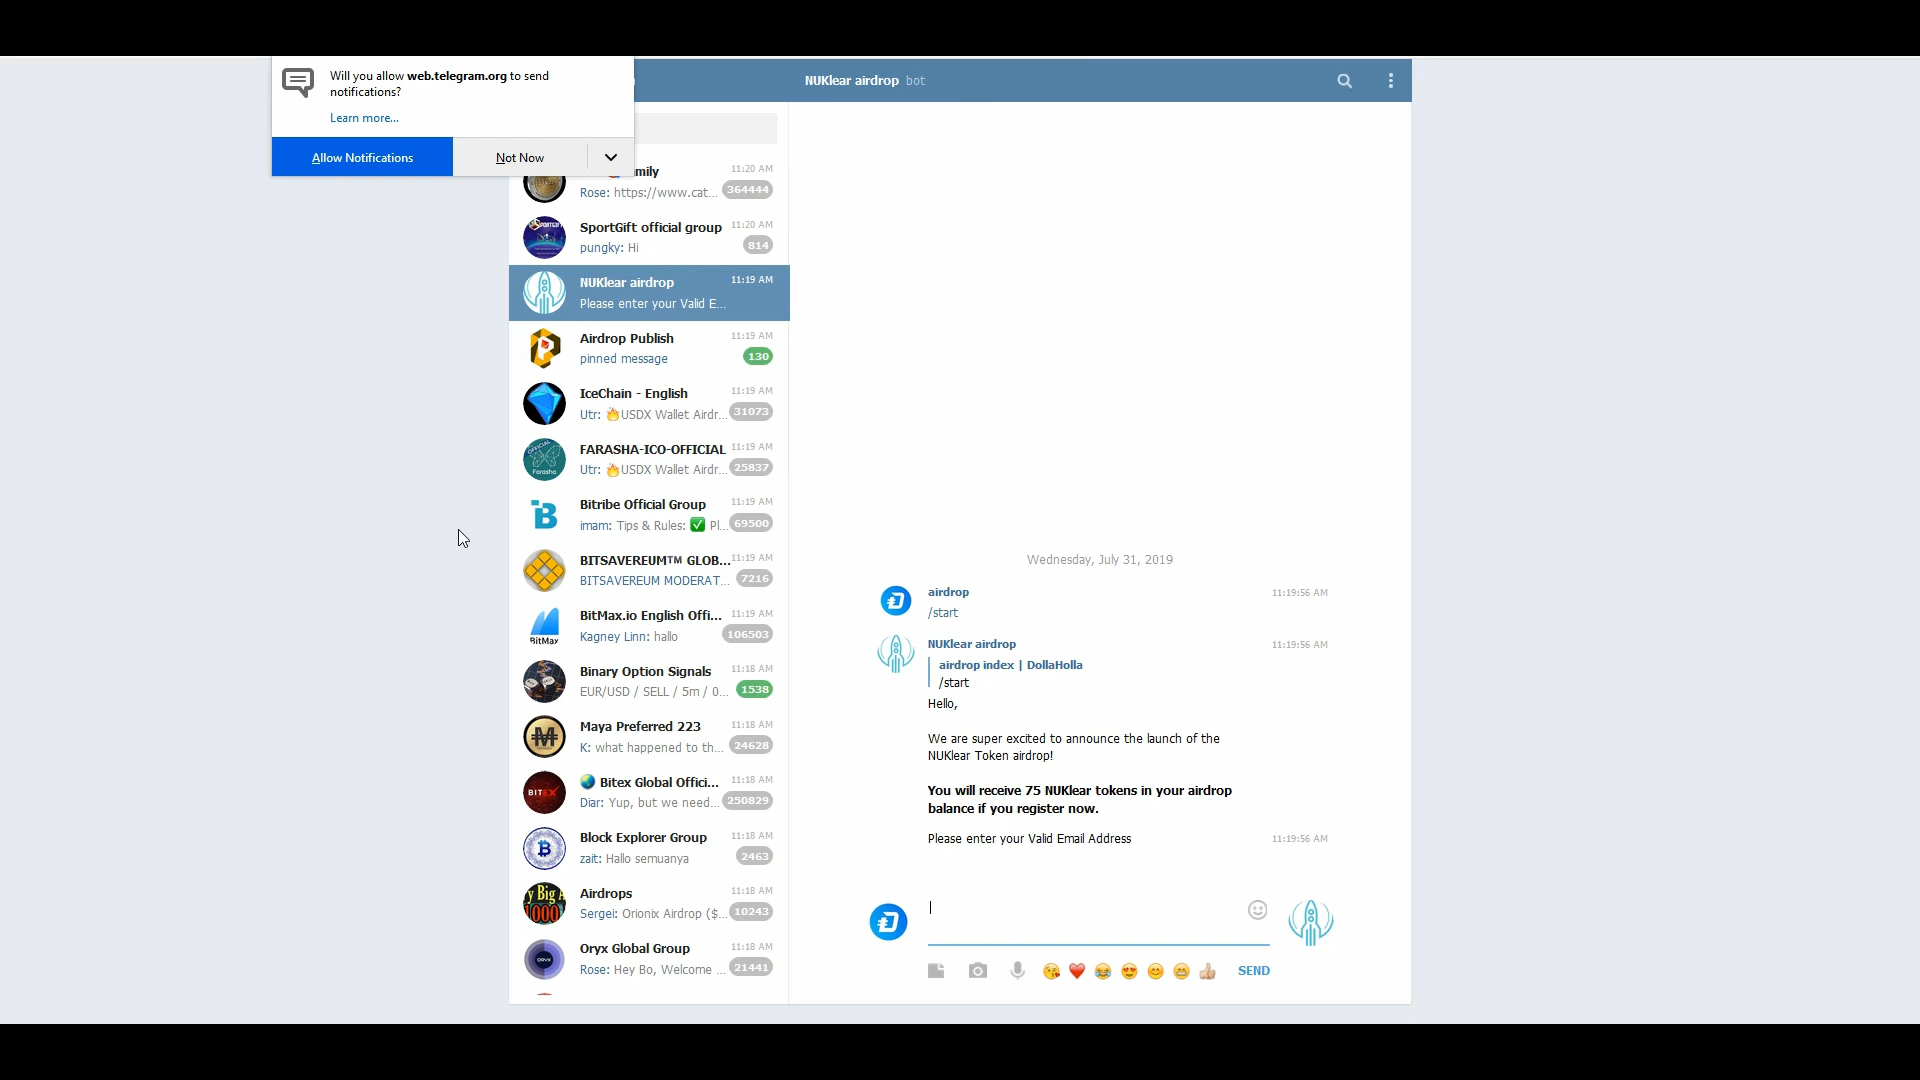 Will you allow web.telegram.org to send
notifications?
Learn more...
Allow Notifications
Not Now
NUKlear airdrop bot
mily 11:20 AM
Rose: https://www.cat... 364444
SportGift official group 11:20 AM
pungky: Hi 814
NUKlear airdrop 11:19 AM
Please enter your Valid E...
Airdrop Publish 11:19 AM
pinned message 130
IceChain - English 11:19 AM
Utr: 🔥USDX Wallet Airdr... 31073
FARASHA-ICO-OFFICIAL 11:19 AM
Utr: 🔥USDX Wallet Airdr... 25837
Bitribe Official Group 11:19 AM
imam: Tips & Rules: ✅ Pl... 69500
BITSAVEREUM™ GLOB... 11:19 AM
BITSAVEREUM MODERAT... 7216
BitMax.io English Offi... 11:19 AM
Kagney Linn: hallo 106503
BitMax
Binary Option Signals 11:18 AM
EUR/USD / SELL / 5m / 0... 1538
Maya Preferred 223 11:18 AM
K: what happened to th... 24628
🌏 Bitex Global Offici... 11:18 AM
Diar: Yup, but we need... 250829
BITEX
Block Explorer Group 11:18 AM
zait: Hallo semuanya 2463
Airdrops 11:18 AM
Sergei: Orionix Airdrop ($... 10243
y Big A
1000
Oryx Global Group 11:18 AM
Rose: Hey Bo, Welcome ... 21441
ORYX
Wednesday, July 31, 2019
airdrop 11:19:56 AM
/start
NUKlear airdrop 11:19:56 AM
airdrop index | DollaHolla
/start
Hello,
We are super excited to announce the launch of the
NUKlear Token airdrop!
You will receive 75 NUKlear tokens in your airdrop
balance if you register now.
Please enter your Valid Email Address 11:19:56 AM
SEND